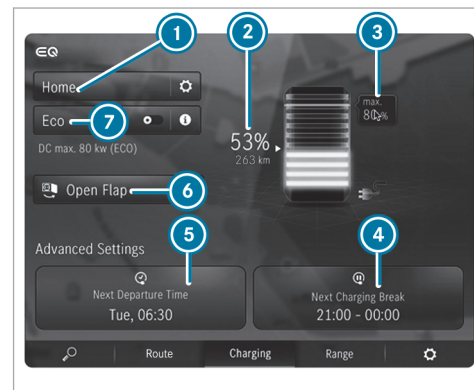 1
2
3
EQ
Home
max.
80 %
Eco
7
53%
263 km
DC max. 80 kw (ECO)
Open Flap
6
5
4
Advanced Settings
Next Departure Time
Tue, 06:30
Next Charging Break
21:00 - 00:00
Route
Charging
Range